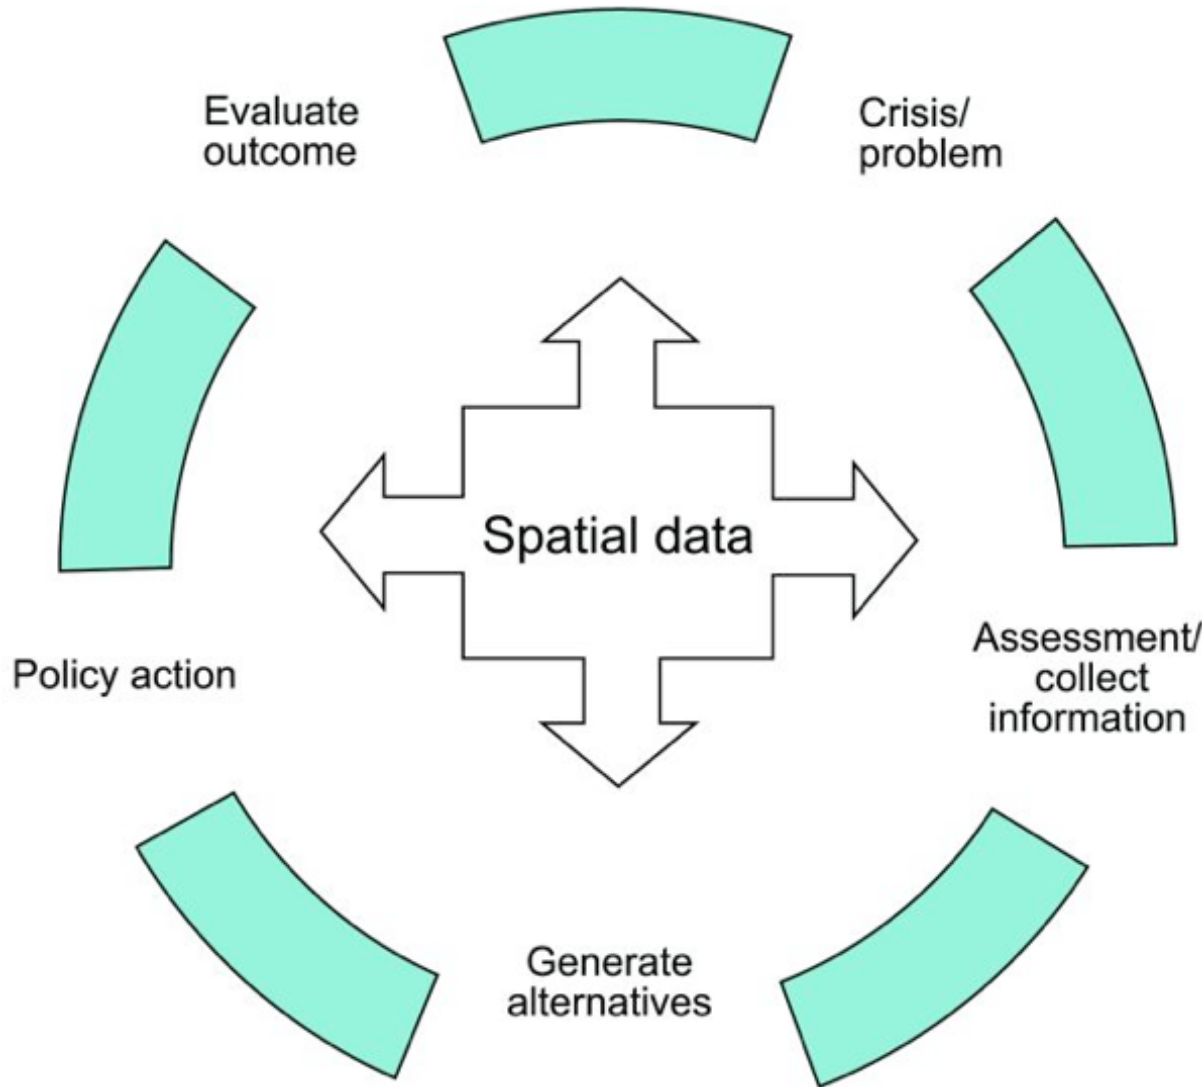 Evaluate
outcome
Crisis/
problem
Spatial data
Policy action
Assessment/
collect
information
Generate
alternatives